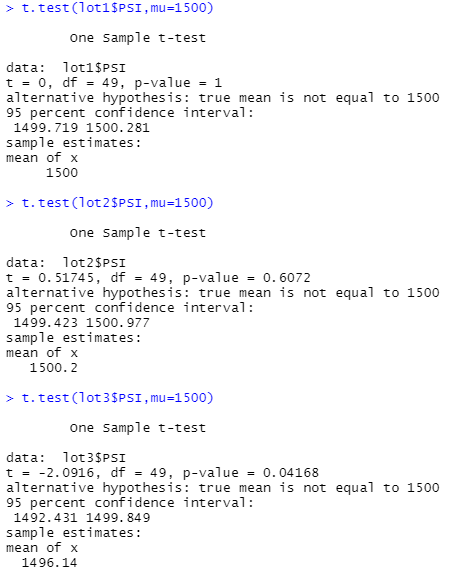 > t.test(lot1$PSI,mu=1500)
One Sample t-test
data:  lot1$PSI
t = 0, df = 49, p-value = 1
alternative hypothesis: true mean is not equal to 1500
95 percent confidence interval:
1499.719 1500.281
sample estimates:
mean of x
1500
> t.test(lot2$PSI,mu=1500)
One Sample t-test
data:  lot2$PSI
t = 0.51745, df = 49, p-value = 0.6072
alternative hypothesis: true mean is not equal to 1500
95 percent confidence interval:
1499.423 1500.977
sample estimates:
mean of x
1500.2
> t.test(lot3$PSI,mu=1500)
One Sample t-test
data:  lot3$PSI
t = -2.0916, df = 49, p-value = 0.04168
alternative hypothesis: true mean is not equal to 1500
95 percent confidence interval:
1492.431 1499.849
sample estimates:
mean of x
1496.14